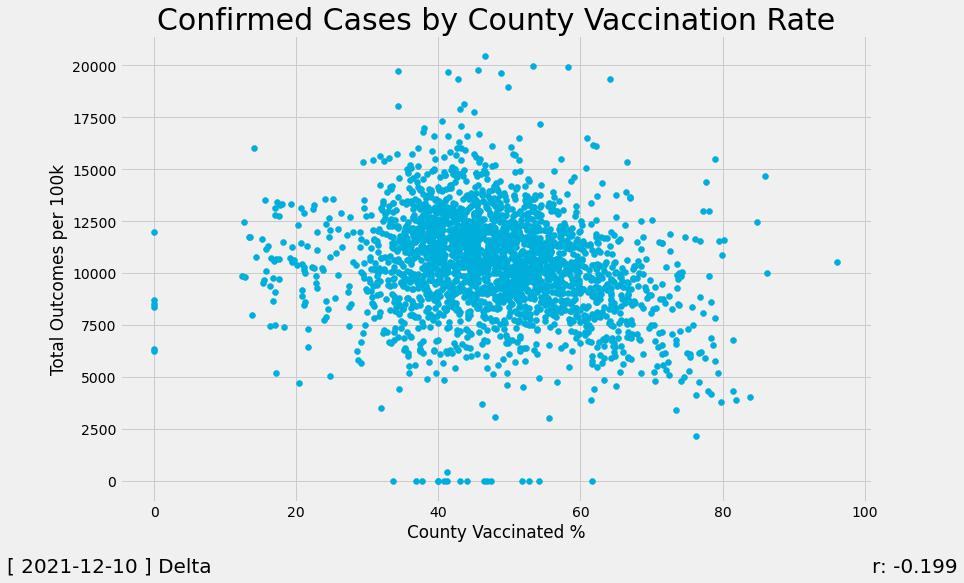 Confirmed Cases by County Vaccination Rate
Total Outcomes per 100k
20000
17500
15000
12500
10000
7500
5000
2500
0
0 20 40 60 80 100
County Vaccinated %
[ 2021-12-10 ] Delta
r: -0.199